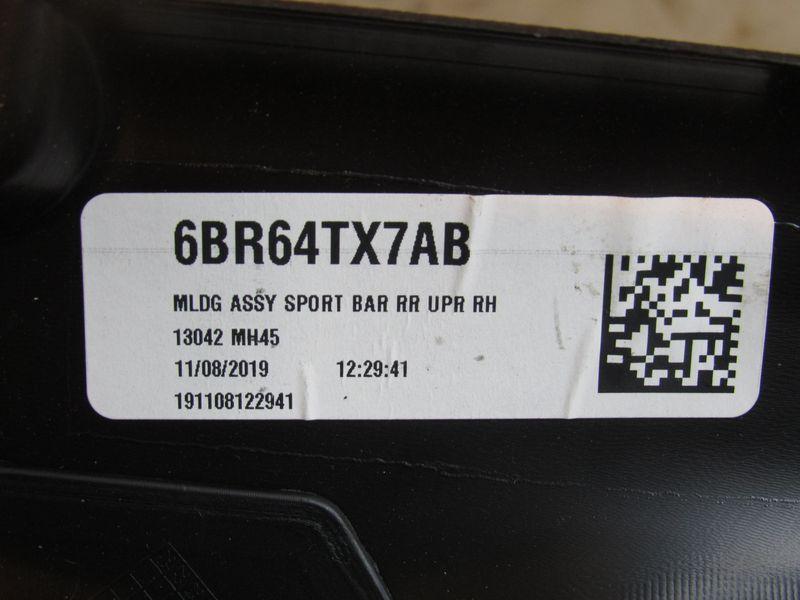 6BR64TX7AB
MLDG ASSY SPORT BAR RR UPR RH
13042 MH45
11/08/2019 12:29:41
191108122941